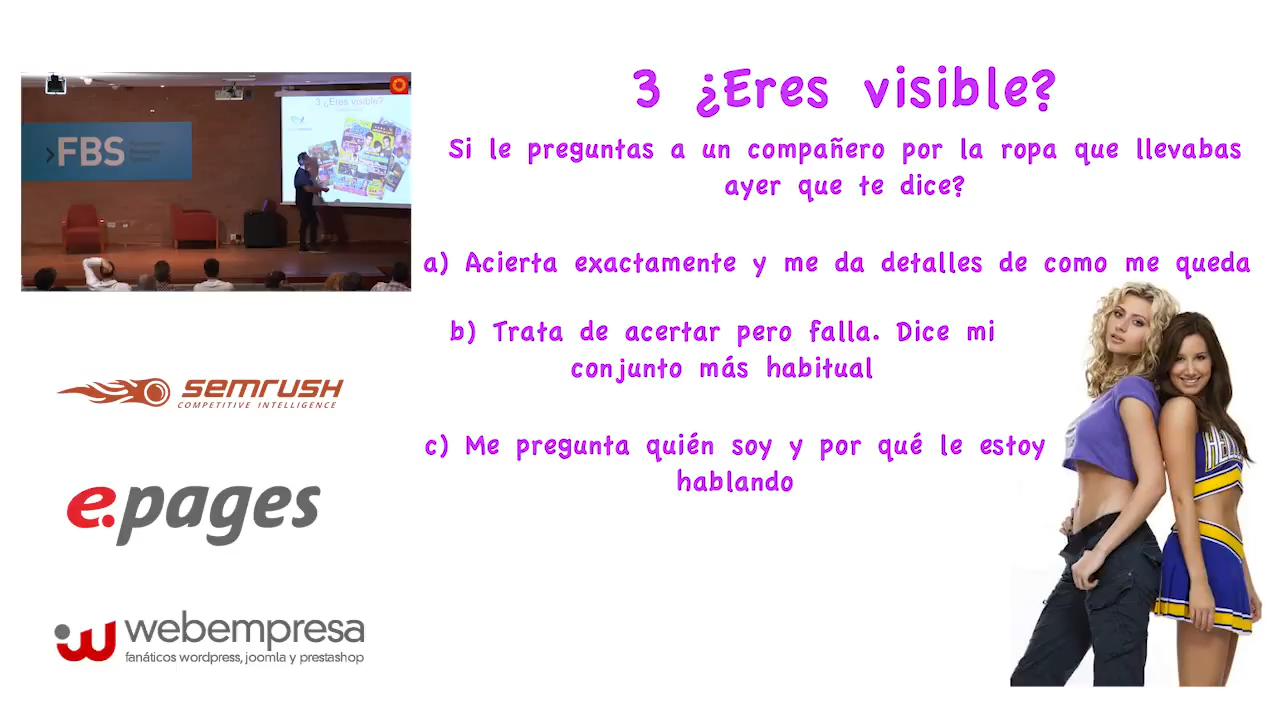 3 ¿Eres visible?
Si le preguntas a un compañero por la ropa que llevabas
ayer que te dice?
a) Acierta exactamente y me da detalles de como me queda
b) Trata de acertar pero falla. Dice mi
conjunto más habitual
c) Me pregunta quién soy y por qué le estoy
hablando
3 ¿Eres visible?
FBS
semrush
COMPETITIVE INTELLIGENCE
e.pages
webempresa
fanáticos wordpress, joomla y prestashop
HELL